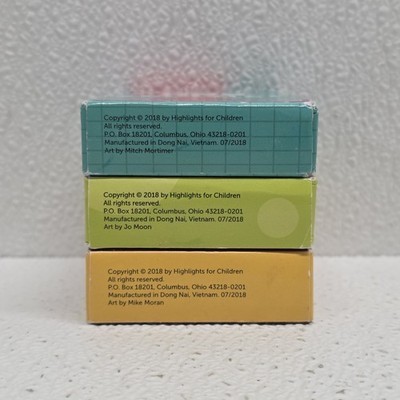 Copyright © 2018 by Highlights for Children
All rights reserved.
P.O. Box 18201, Columbus, Ohio 43218-0201
Manufactured in Dong Nai, Vietnam. 07/2018
Art by Mitch Mortimer
Copyright © 2018 by Highlights for Children
All rights reserved.
P.O. Box 18201, Columbus, Ohio 43218-0201
Manufactured in Dong Nai, Vietnam. 07/2018
Art by Jo Moon
Copyright © 2018 by Highlights for Children
All rights reserved.
P.O. Box 18201, Columbus, Ohio 43218-0201
Manufactured in Dong Nai, Vietnam. 07/2018
Art by Mike Moran